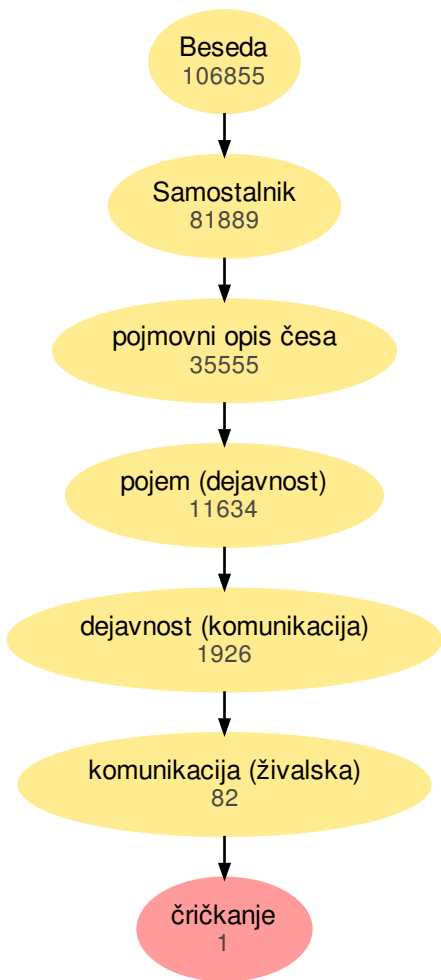 Beseda
106855
Samostalnik
81889
pojmovni opis česa
35555
pojem (dejavnost)
11634
dejavnost (komunikacija)
1926
komunikacija (živalska)
82
čričkanje
1